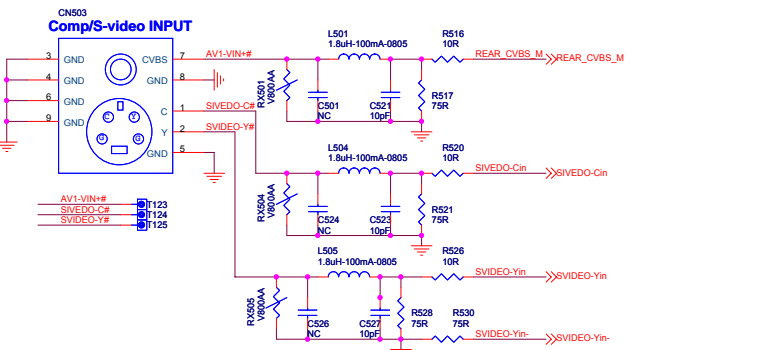 CN503
Comp/S-video INPUT
3 GND CVBS 7 AV1-VIN+#
4 GND GND 8
6 GND
9 GND C 1 SIVEDO-C#
Y 2 SVIDEO-Y#
GND 5
C Y
G G
AV1-VIN+# T123
SIVEDO-C# T124
SVIDEO-Y# T125
L501
1.8uH-100mA-0805
R516
10R
REAR_CVBS_M REAR_CVBS_M
RX501
V800AA
C501
NC
C521
10pF
R517
75R
L504
1.8uH-100mA-0805
R520
10R
SIVEDO-Cin SIVEDO-Cin
RX504
V800AA
C524
NC
C523
10pF
R521
75R
L505
1.8uH-100mA-0805
R526
10R
SVIDEO-Yin SVIDEO-Yin
RX505
V800AA
C526
NC
C527
10pF
R528
75R
R530
75R
SVIDEO-Yin- SVIDEO-Yin-